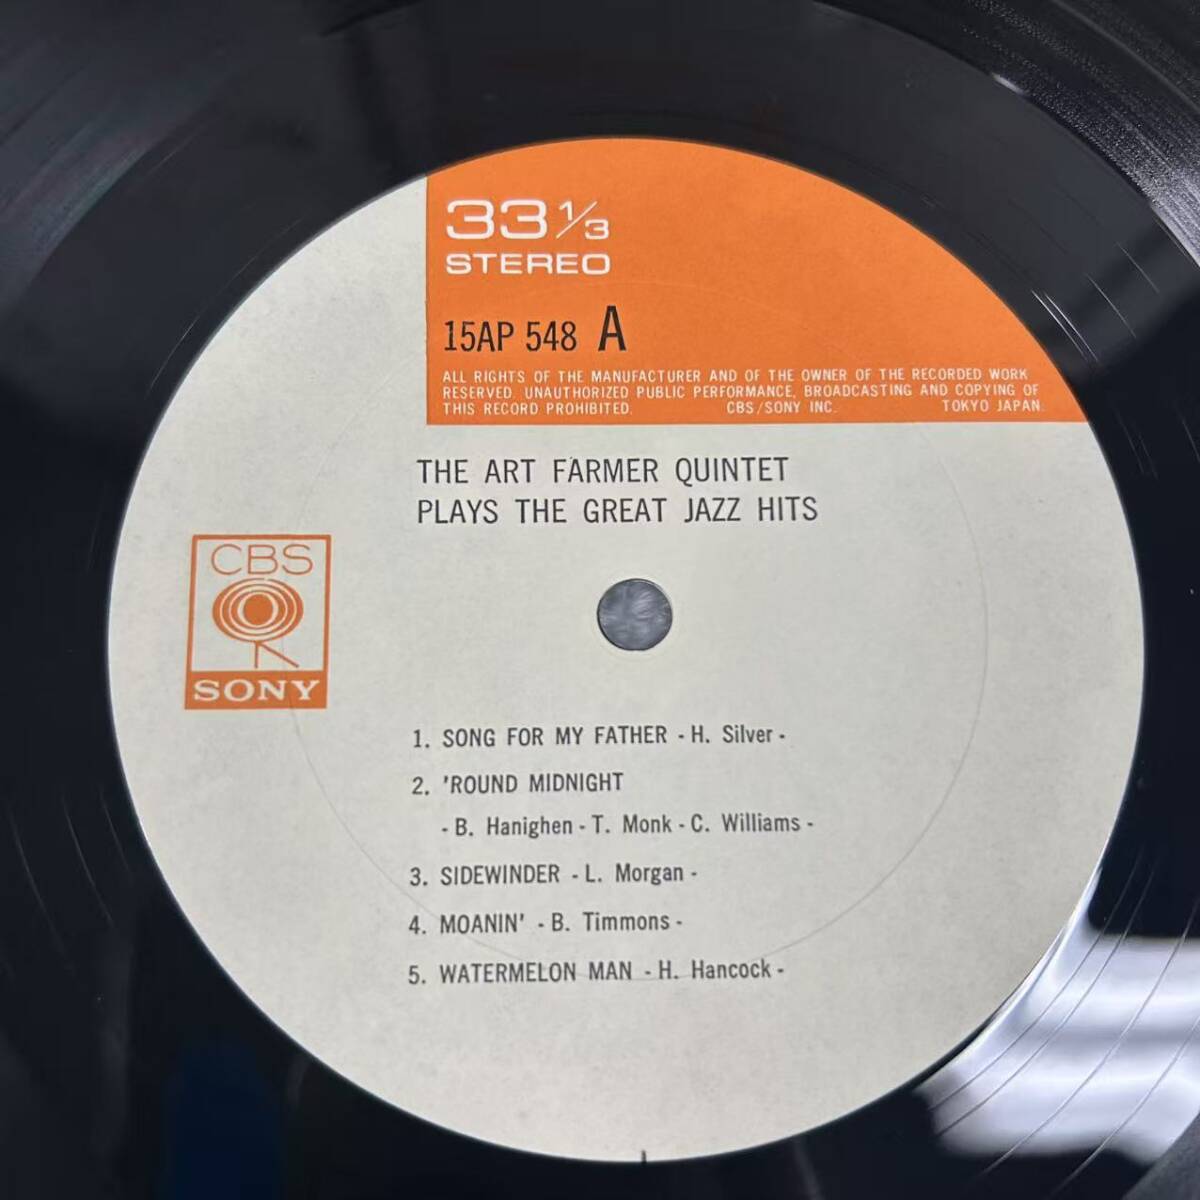 33 1/3
STEREO
15AP 548 A
ALL RIGHTS OF THE MANUFACTURER AND OF THE OWNER OF THE RECORDED WORK
RESERVED. UNAUTHORIZED PUBLIC PERFORMANCE, BROADCASTING AND COPYING OF
THIS RECORD PROHIBITED. CBS/SONY INC. TOKYO JAPAN.
THE ART FARMER QUINTET
PLAYS THE GREAT JAZZ HITS
CBS
SONY
1. SONG FOR MY FATHER - H. Silver -
2. 'ROUND MIDNIGHT
- B. Hanighen - T. Monk - C. Williams -
3. SIDEWINDER - L. Morgan -
4. MOANIN' - B. Timmons -
5. WATERMELON MAN - H. Hancock -